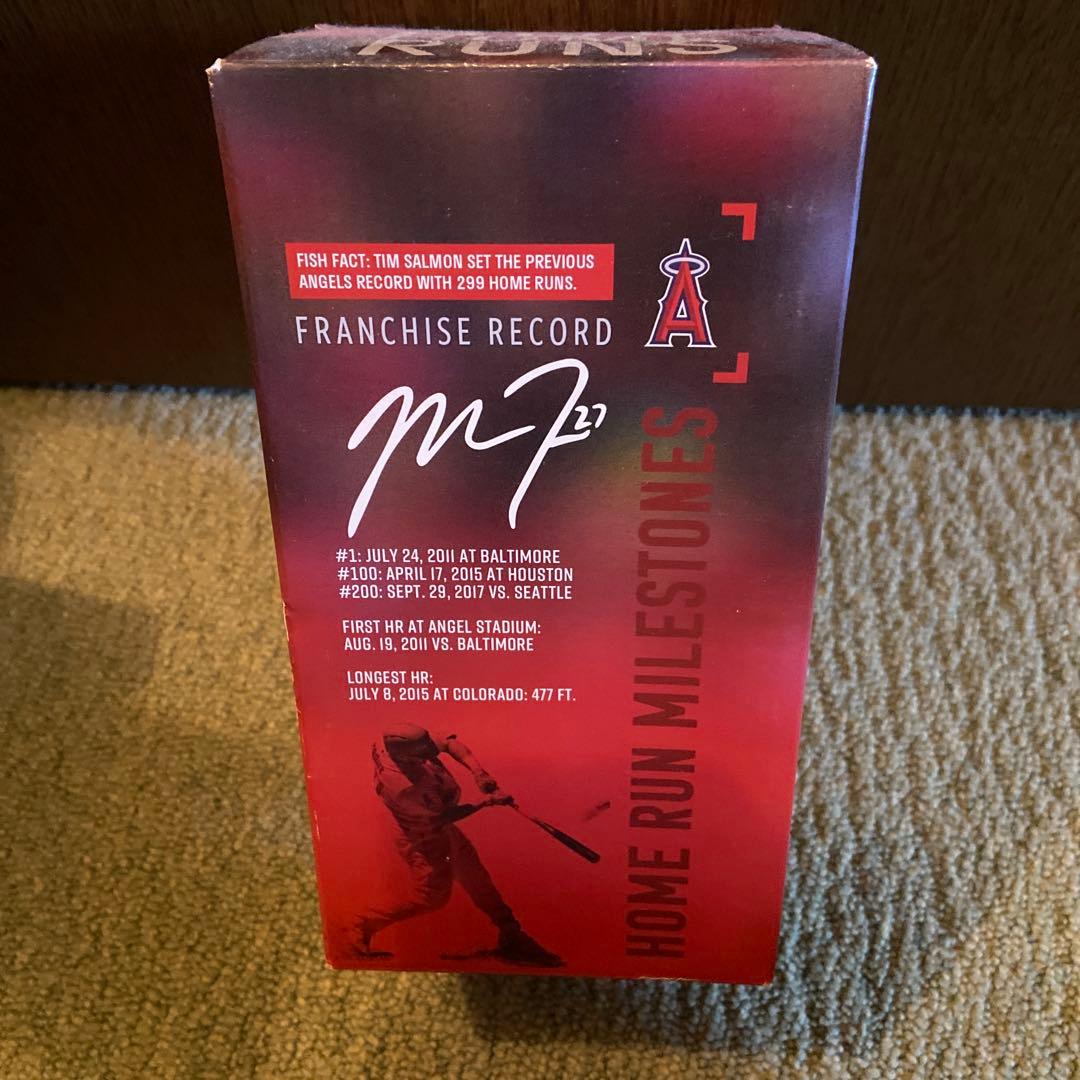 RUNS
FISH FACT: TIM SALMON SET THE PREVIOUS
ANGELS RECORD WITH 299 HOME RUNS.
FRANCHISE RECORD
A
27
#1: JULY 24, 2011 AT BALTIMORE
#100: APRIL 17, 2015 AT HOUSTON
#200: SEPT. 29, 2017 VS. SEATTLE
FIRST HR AT ANGEL STADIUM:
AUG. 19, 2011 VS. BALTIMORE
LONGEST HR:
JULY 8, 2015 AT COLORADO: 477 FT.
HOME RUN MILESTONES